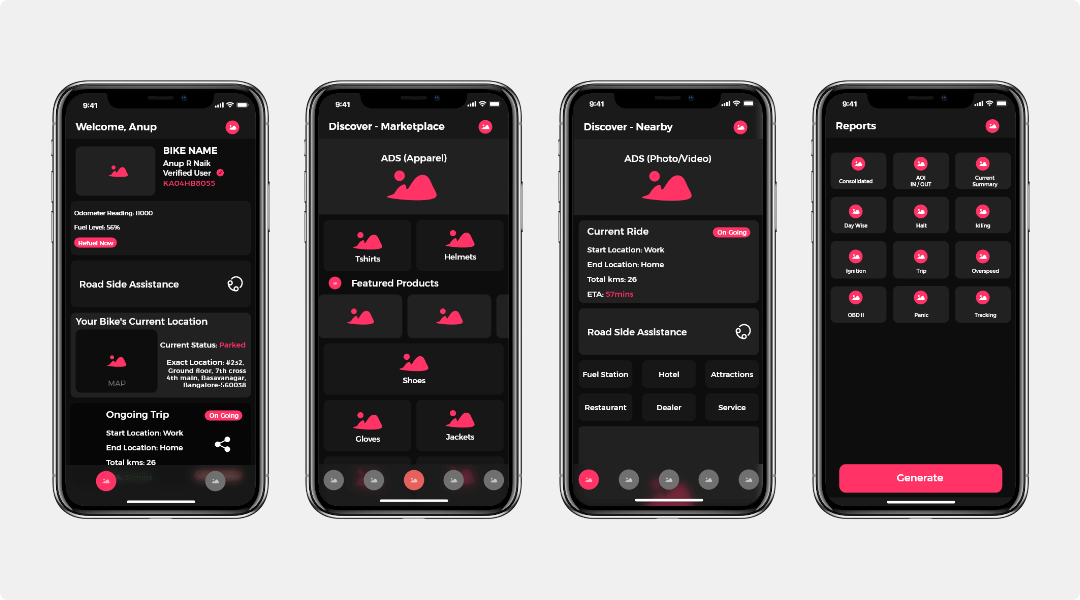 9:41
Welcome, Anup
BIKE NAME
Anup R Naik
Verified User
KA04HB8055
Odometer Reading: 11000
Fuel Level: 56%
Refuel Now
Road Side Assistance
Your Bike's Current Location
Current Status: Parked
Exact Location: #232,
Ground floor, 7th cross
4th main, Basavanagar,
Bangalore-560038
MAP
Ongoing Trip
On Going
Start Location: Work
End Location: Home
Total kms: 26
9:41
Discover - Marketplace
ADS (Apparel)
Tshirts
Helmets
Featured Products
Shoes
Gloves
Jackets
9:41
Discover - Nearby
ADS (Photo/Video)
Current Ride
On Going
Start Location: Work
End Location: Home
Total kms: 26
ETA: 57mins
Road Side Assistance
Fuel Station
Hotel
Attractions
Restaurant
Dealer
Service
9:41
Reports
Consolidated
AOI
IN / OUT
Current
Summary
Day Wise
Halt
Idling
Ignition
Trip
Overspeed
OBD II
Panic
Tracking
Generate